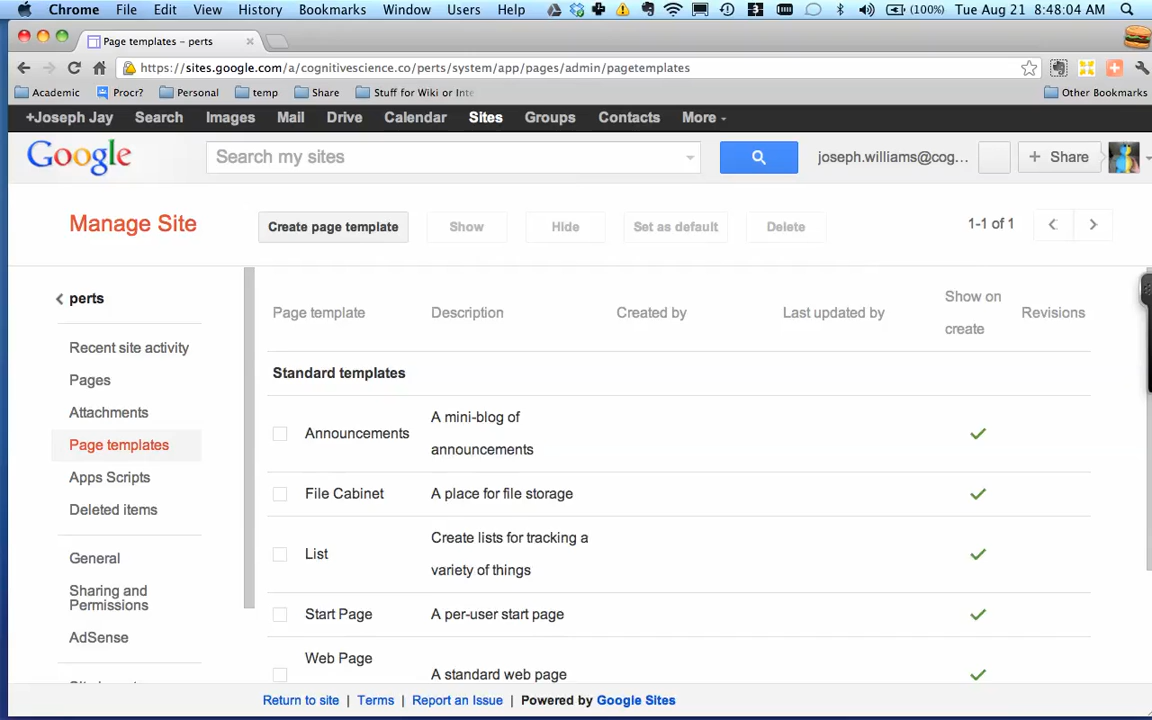 Chrome File Edit View History Bookmarks Window Users Help (100%) Tue Aug 21 8:48:04 AM
Page templates – perts
https://sites.google.com/a/cognitivescience.co/perts/system/app/pages/admin/pagetemplates
Academic Procr? Personal temp Share Stuff for Wiki or Inte Other Bookmarks
+Joseph Jay Search Images Mail Drive Calendar Sites Groups Contacts More
Google Search my sites joseph.williams@cog... + Share
Manage Site Create page template Show Hide Set as default Delete 1-1 of 1
perts
Recent site activity
Pages
Attachments
Page templates
Apps Scripts
Deleted items
General
Sharing and
Permissions
AdSense
Page template Description Created by Last updated by Show on create Revisions
Standard templates
Announcements A mini-blog of
announcements
File Cabinet A place for file storage
List Create lists for tracking a
variety of things
Start Page A per-user start page
Web Page
A standard web page
Return to site | Terms | Report an Issue | Powered by Google Sites